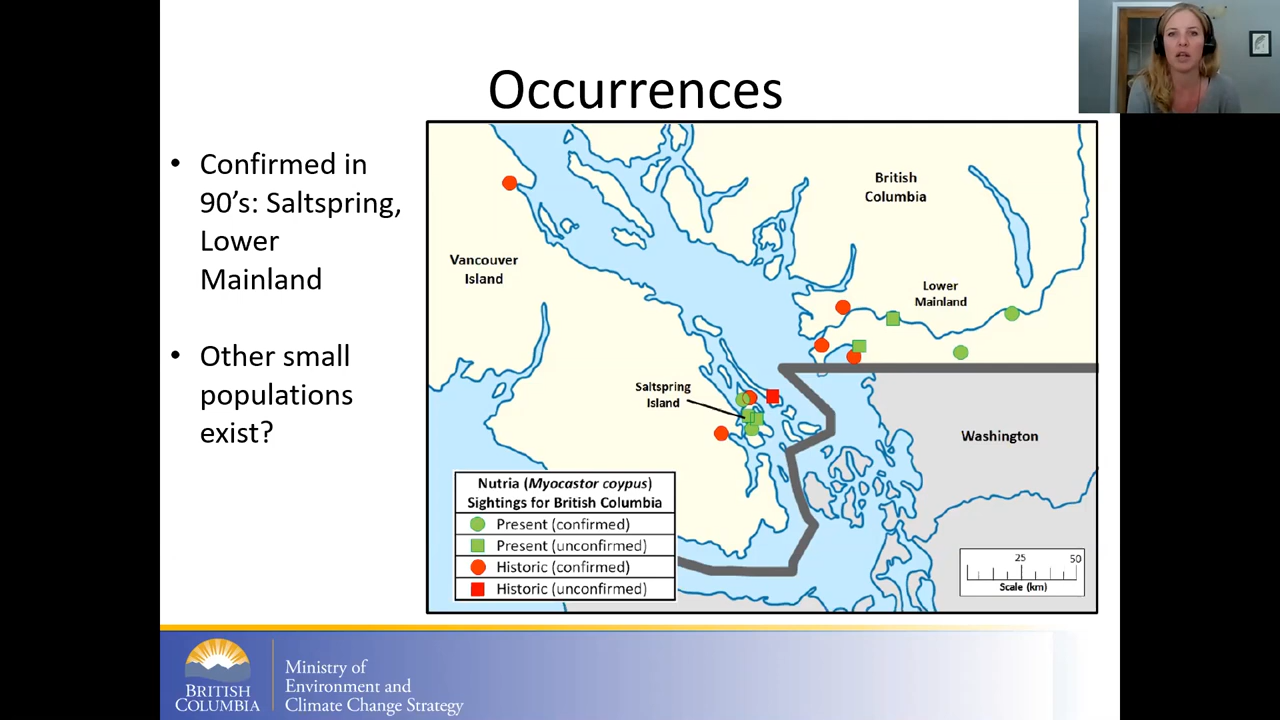 Occurrences
• Confirmed in
90’s: Saltspring,
Lower
Mainland
• Other small
populations
exist?
British
Columbia
Vancouver
Island
Lower
Mainland
Saltspring
Island
Washington
Nutria (Myocastor coypus)
Sightings for British Columbia
Present (confirmed)
Present (unconfirmed)
Historic (confirmed)
Historic (unconfirmed)
25 50
Scale (km)
BRITISH
COLUMBIA
Ministry of
Environment and
Climate Change Strategy